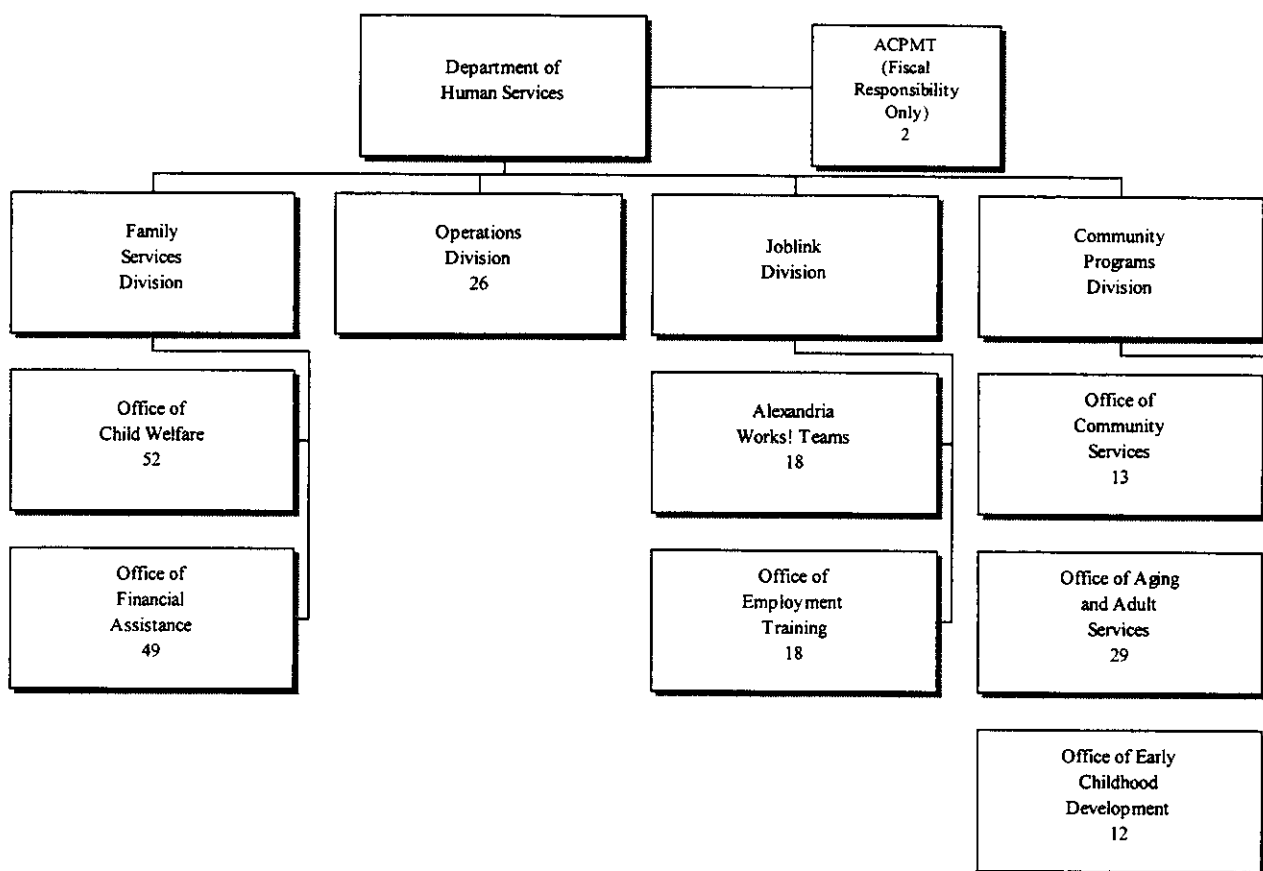 Department of
Human Services
ACPMT
(Fiscal
Responsibility
Only)
2
Family
Services
Division
Operations
Division
26
Joblink
Division
Community
Programs
Division
Office of
Child Welfare
52
Alexandria
Works! Teams
18
Office of
Community
Services
13
Office of
Financial
Assistance
49
Office of
Employment
Training
18
Office of Aging
and Adult
Services
29
Office of Early
Childhood
Development
12